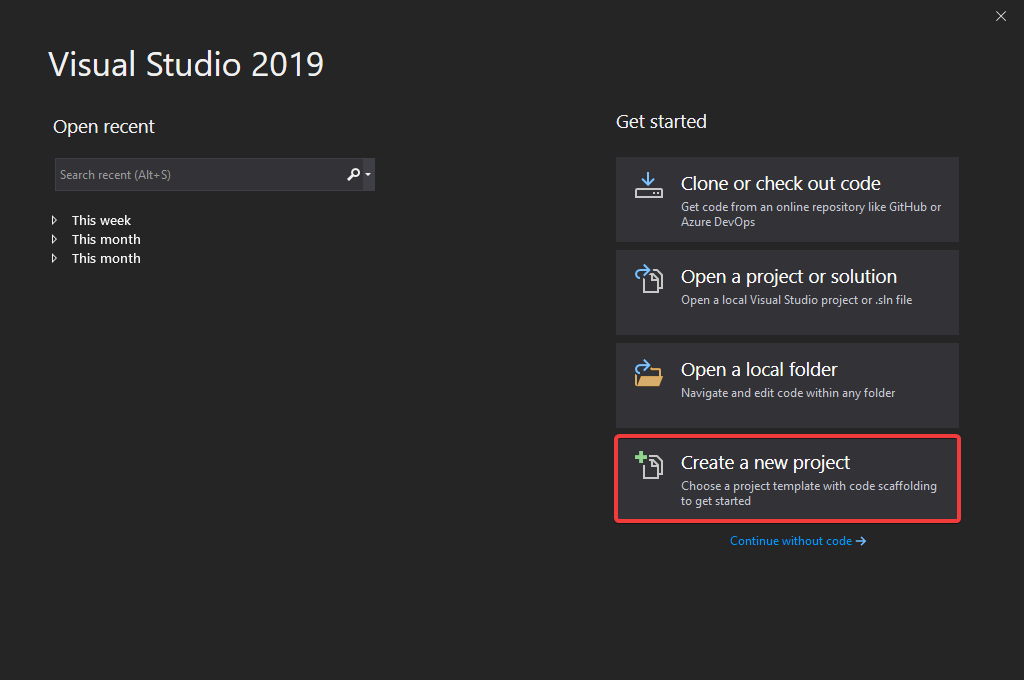 Visual Studio 2019
Open recent
Search recent (Alt+S)
This week
This month
This month
Get started
Clone or check out code
Get code from an online repository like GitHub or
Azure DevOps
Open a project or solution
Open a local Visual Studio project or .sln file
Open a local folder
Navigate and edit code within any folder
Create a new project
Choose a project template with code scaffolding
to get started
Continue without code